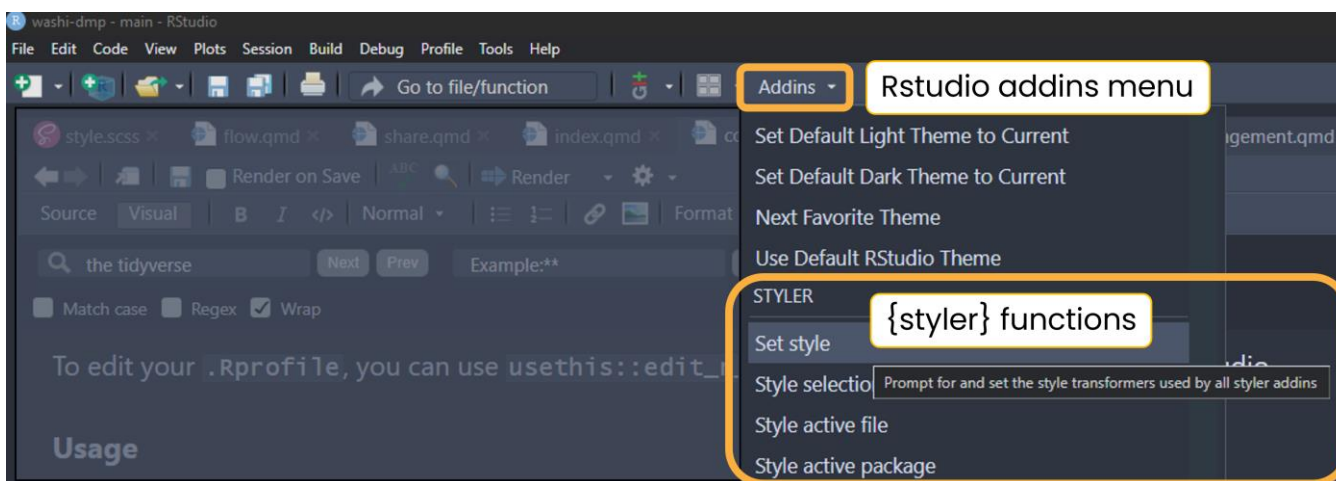 washi-dmp - main - RStudio
File Edit Code View Plots Session Build Debug Profile Tools Help
Go to file/function
Addins
Rstudio addins menu
style.scss
flow.qmd
share.qmd
index.qmd
gement.qmd
Render on Save
ABC
Render
Source Visual B I </> Normal
Format
the tidyverse
Next Prev
Example:**
Match case Regex Wrap
To edit your .Rprofile, you can use usethis::edit_
Usage
Set Default Light Theme to Current
Set Default Dark Theme to Current
Next Favorite Theme
Use Default RStudio Theme
STYLER
{styler} functions
Set style
Style selectio
Prompt for and set the style transformers used by all styler addins
Style active file
Style active package